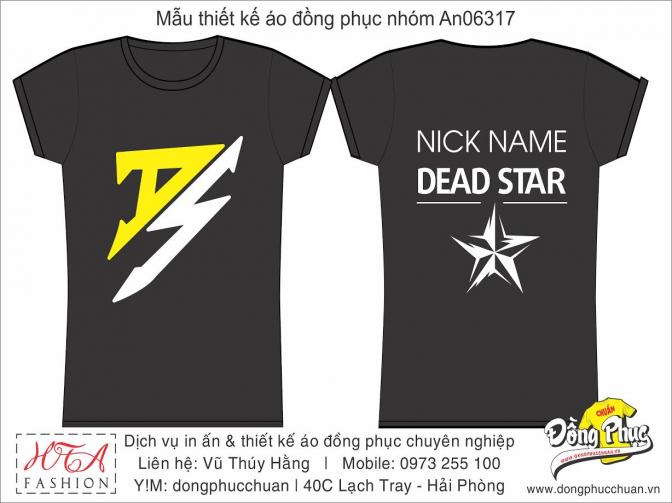 Mẫu thiết kế áo đồng phục nhóm An06317
DS
NICK NAME
DEAD STAR
HTA
FASHION
Dịch vụ in ấn & thiết kế áo đồng phục chuyên nghiệp
Liên hệ: Vũ Thúy Hằng | Mobile: 0973 255 100
Y!M: dongphucchuan | 40C Lạch Tray - Hải Phòng
CHUẨN
Đồng Phục
www.dongphucchuan.vn
www.dongphucchuan.vn